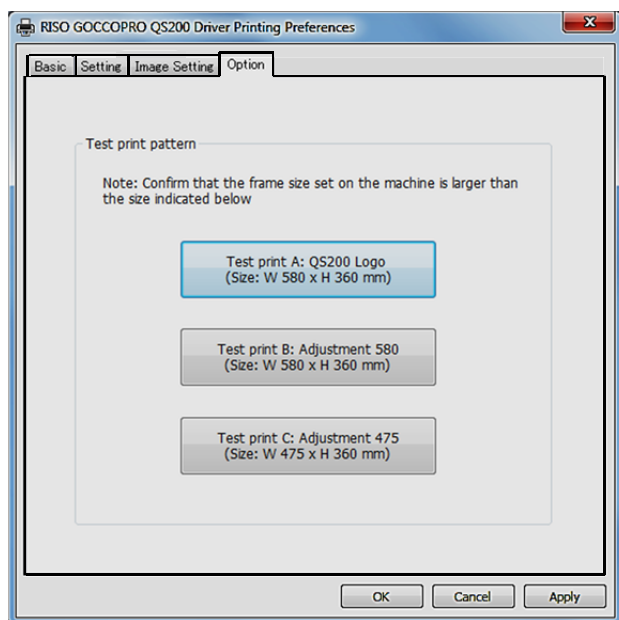 RISO GOCCOPRO QS200 Driver Printing Preferences
Basic Setting Image Setting Option
Test print pattern
Note: Confirm that the frame size set on the machine is larger than
the size indicated below
Test print A: QS200 Logo
(Size: W 580 x H 360 mm)
Test print B: Adjustment 580
(Size: W 580 x H 360 mm)
Test print C: Adjustment 475
(Size: W 475 x H 360 mm)
OK Cancel Apply